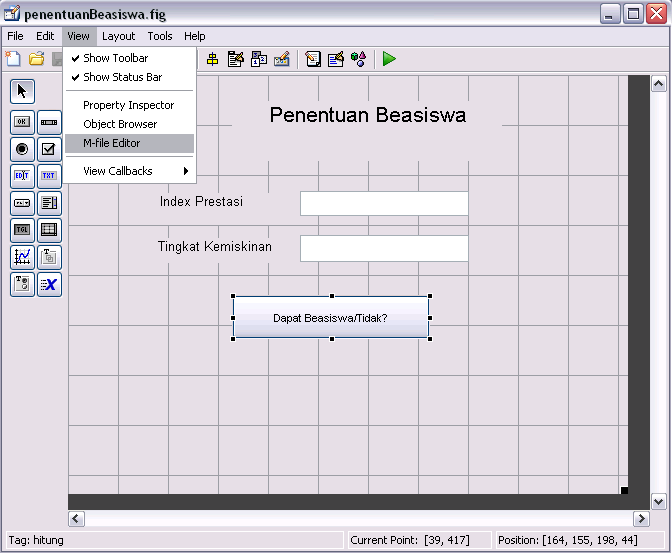 penentuanBeasiswa.fig
File Edit View Layout Tools Help
Show Toolbar
Show Status Bar
Property Inspector
Object Browser
M-file Editor
View Callbacks
Penentuan Beasiswa
OK
EDIT TXT
TGL
Index Prestasi
Tingkat Kemiskinan
Dapat Beasiswa/Tidak?
Tag: hitung Current Point: [39, 417] Position: [164, 155, 198, 44]